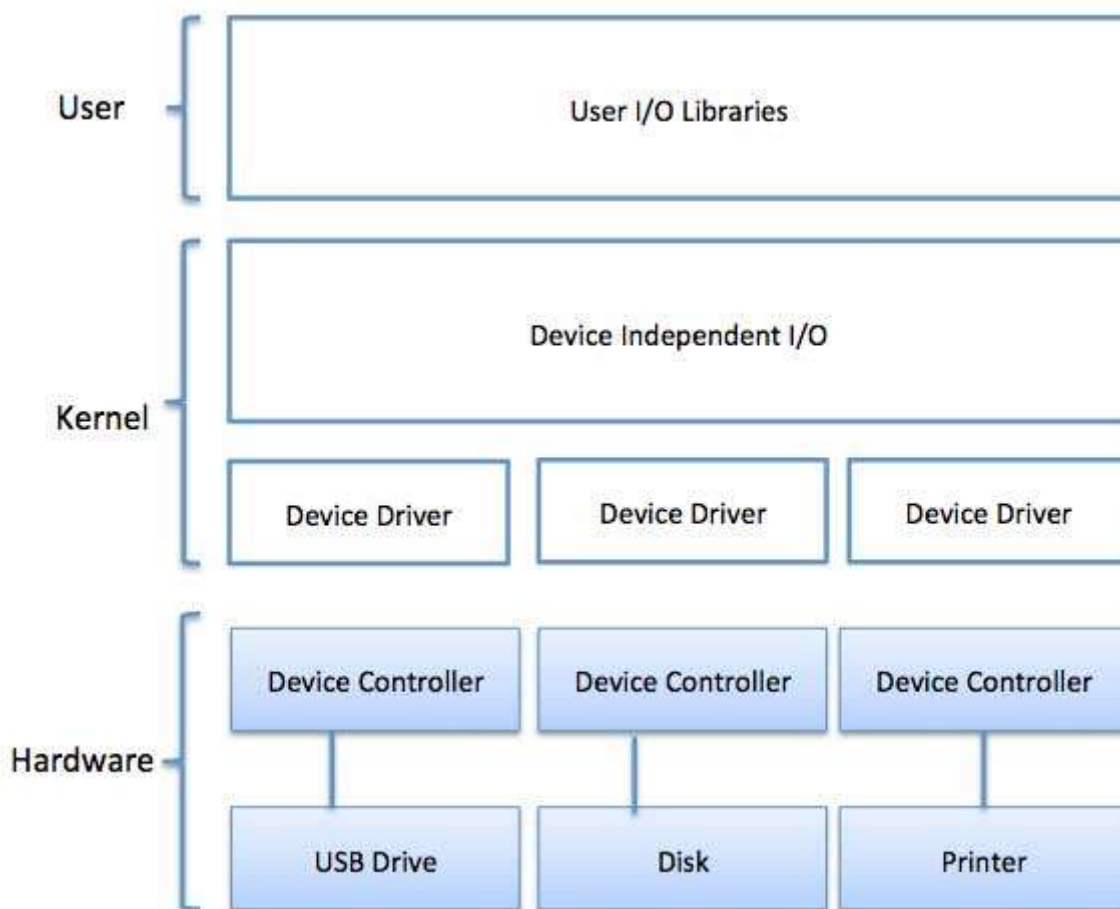 User
User I/O Libraries
Kernel
Device Independent I/O
Device Driver
Device Driver
Device Driver
Hardware
Device Controller
Device Controller
Device Controller
USB Drive
Disk
Printer